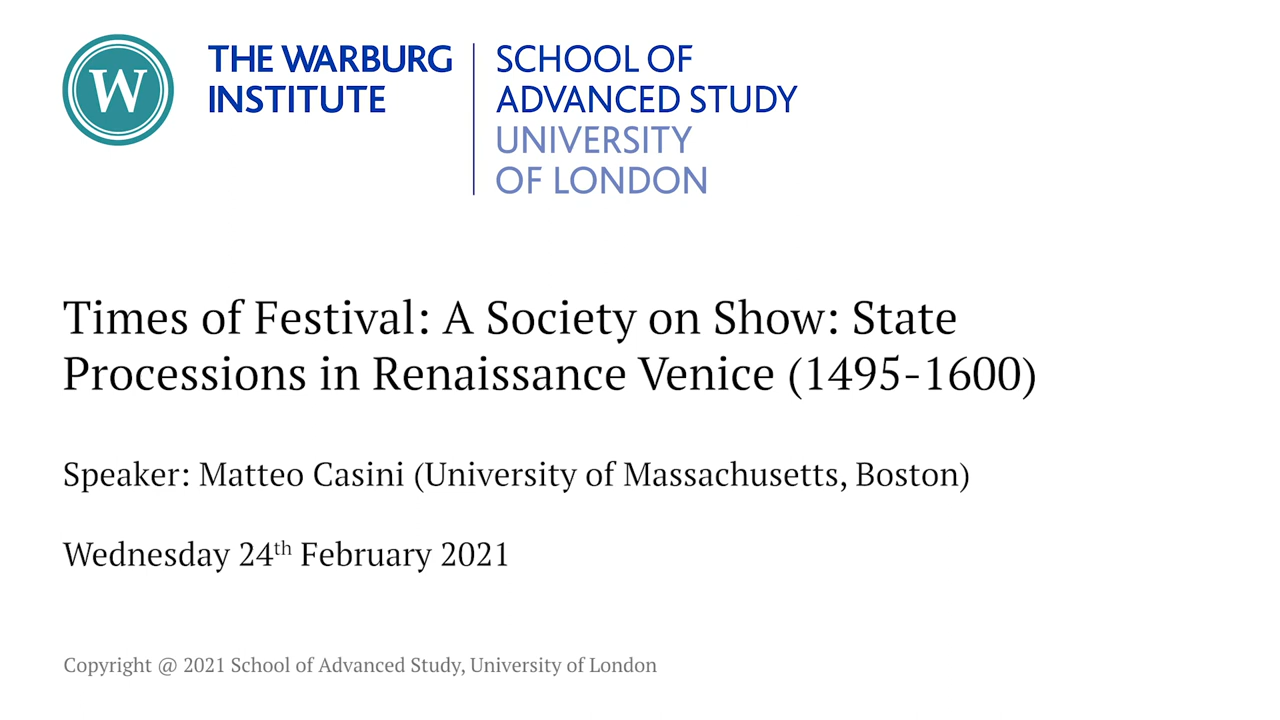 W
THE WARBURG
INSTITUTE
SCHOOL OF
ADVANCED STUDY
UNIVERSITY
OF LONDON
Times of Festival: A Society on Show: State
Processions in Renaissance Venice (1495-1600)
Speaker: Matteo Casini (University of Massachusetts, Boston)
Wednesday 24th February 2021
Copyright @ 2021 School of Advanced Study, University of London